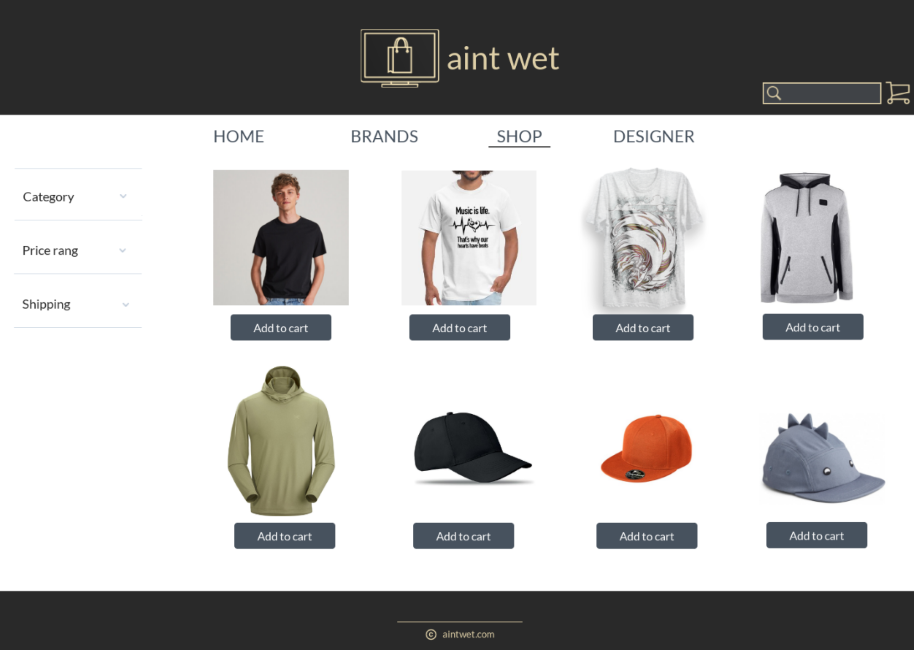 aint wet
HOME
BRANDS
SHOP
DESIGNER
Category
Price rang
Shipping
Music is life.
That's why our
hearts have beats
Add to cart
Add to cart
Add to cart
Add to cart
Add to cart
Add to cart
Add to cart
Add to cart
© aintwet.com